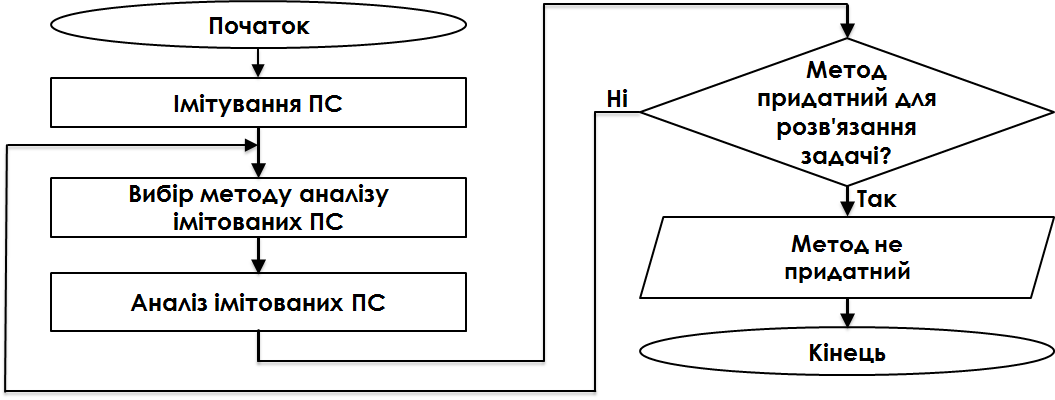 Початок
Імітування ПС
Вибір методу аналізу
імітованих ПС
Аналіз імітованих ПС
Метод
придатний для
розв'язання
задачі?
Ні
Так
Метод не
придатний
Кінець